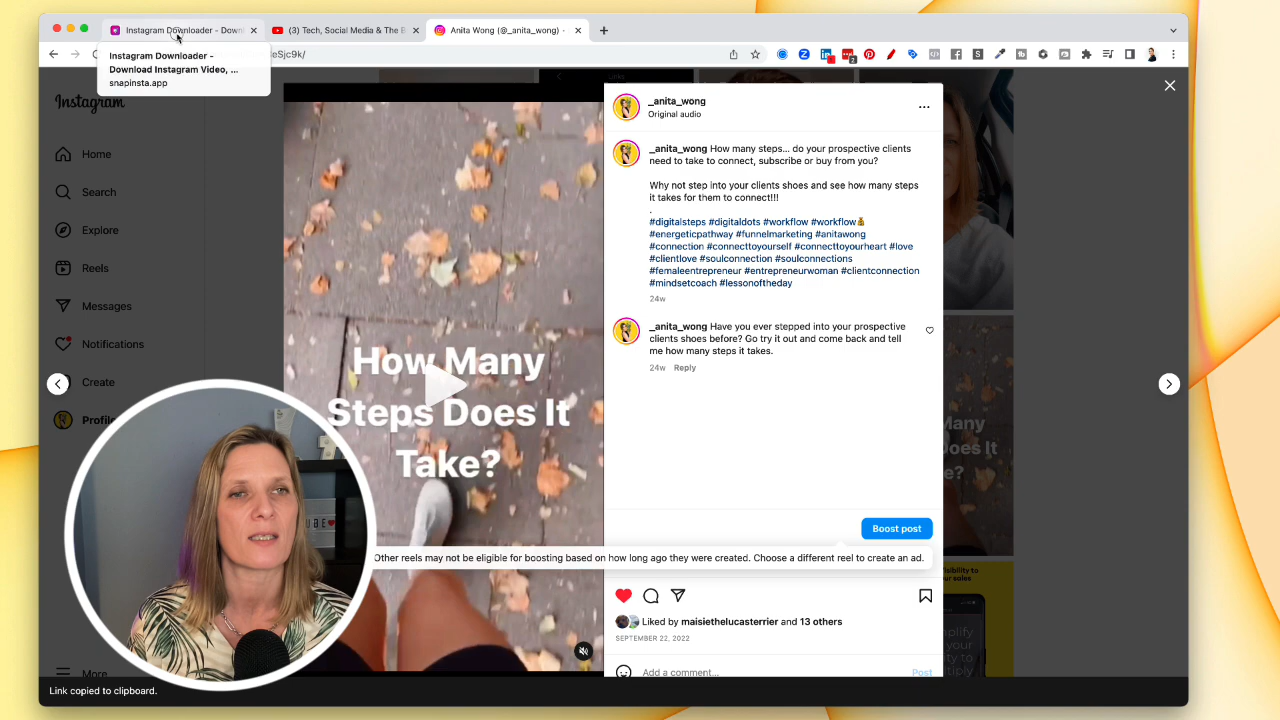 Instagram Downloader - Downl
(3) Tech, Social Media & The B
Anita Wong (@_anita_wong) ·
Instagram Downloader -
Download Instagram Video, ...
snapinsta.app
Instagram
Home
Search
Explore
Reels
Messages
Notifications
Create
Profile
More
Link copied to clipboard.
How Many
Steps Does It
Take?
_anita_wong
Original audio
_anita_wong How many steps... do your prospective clients
need to take to connect, subscribe or buy from you?
Why not step into your clients shoes and see how many steps
it takes for them to connect!!!
.
#digitalsteps #digitaldots #workflow #workflow💰
#energeticpathway #funnelmarketing #anitawong
#connection #connecttoyourself #connecttoyourheart #love
#clientlove #soulconnection #soulconnections
#femaleentrepreneur #entrepreneurwoman #clientconnection
#mindsetcoach #lessonoftheday
24w
_anita_wong Have you ever stepped into your prospective
clients shoes before? Go try it out and come back and tell
me how many steps it takes.
24w Reply
Boost post
Other reels may not be eligible for boosting based on how long ago they were created. Choose a different reel to create an ad.
Liked by maisiethelucasterrier and 13 others
SEPTEMBER 22, 2022
Add a comment...
Post